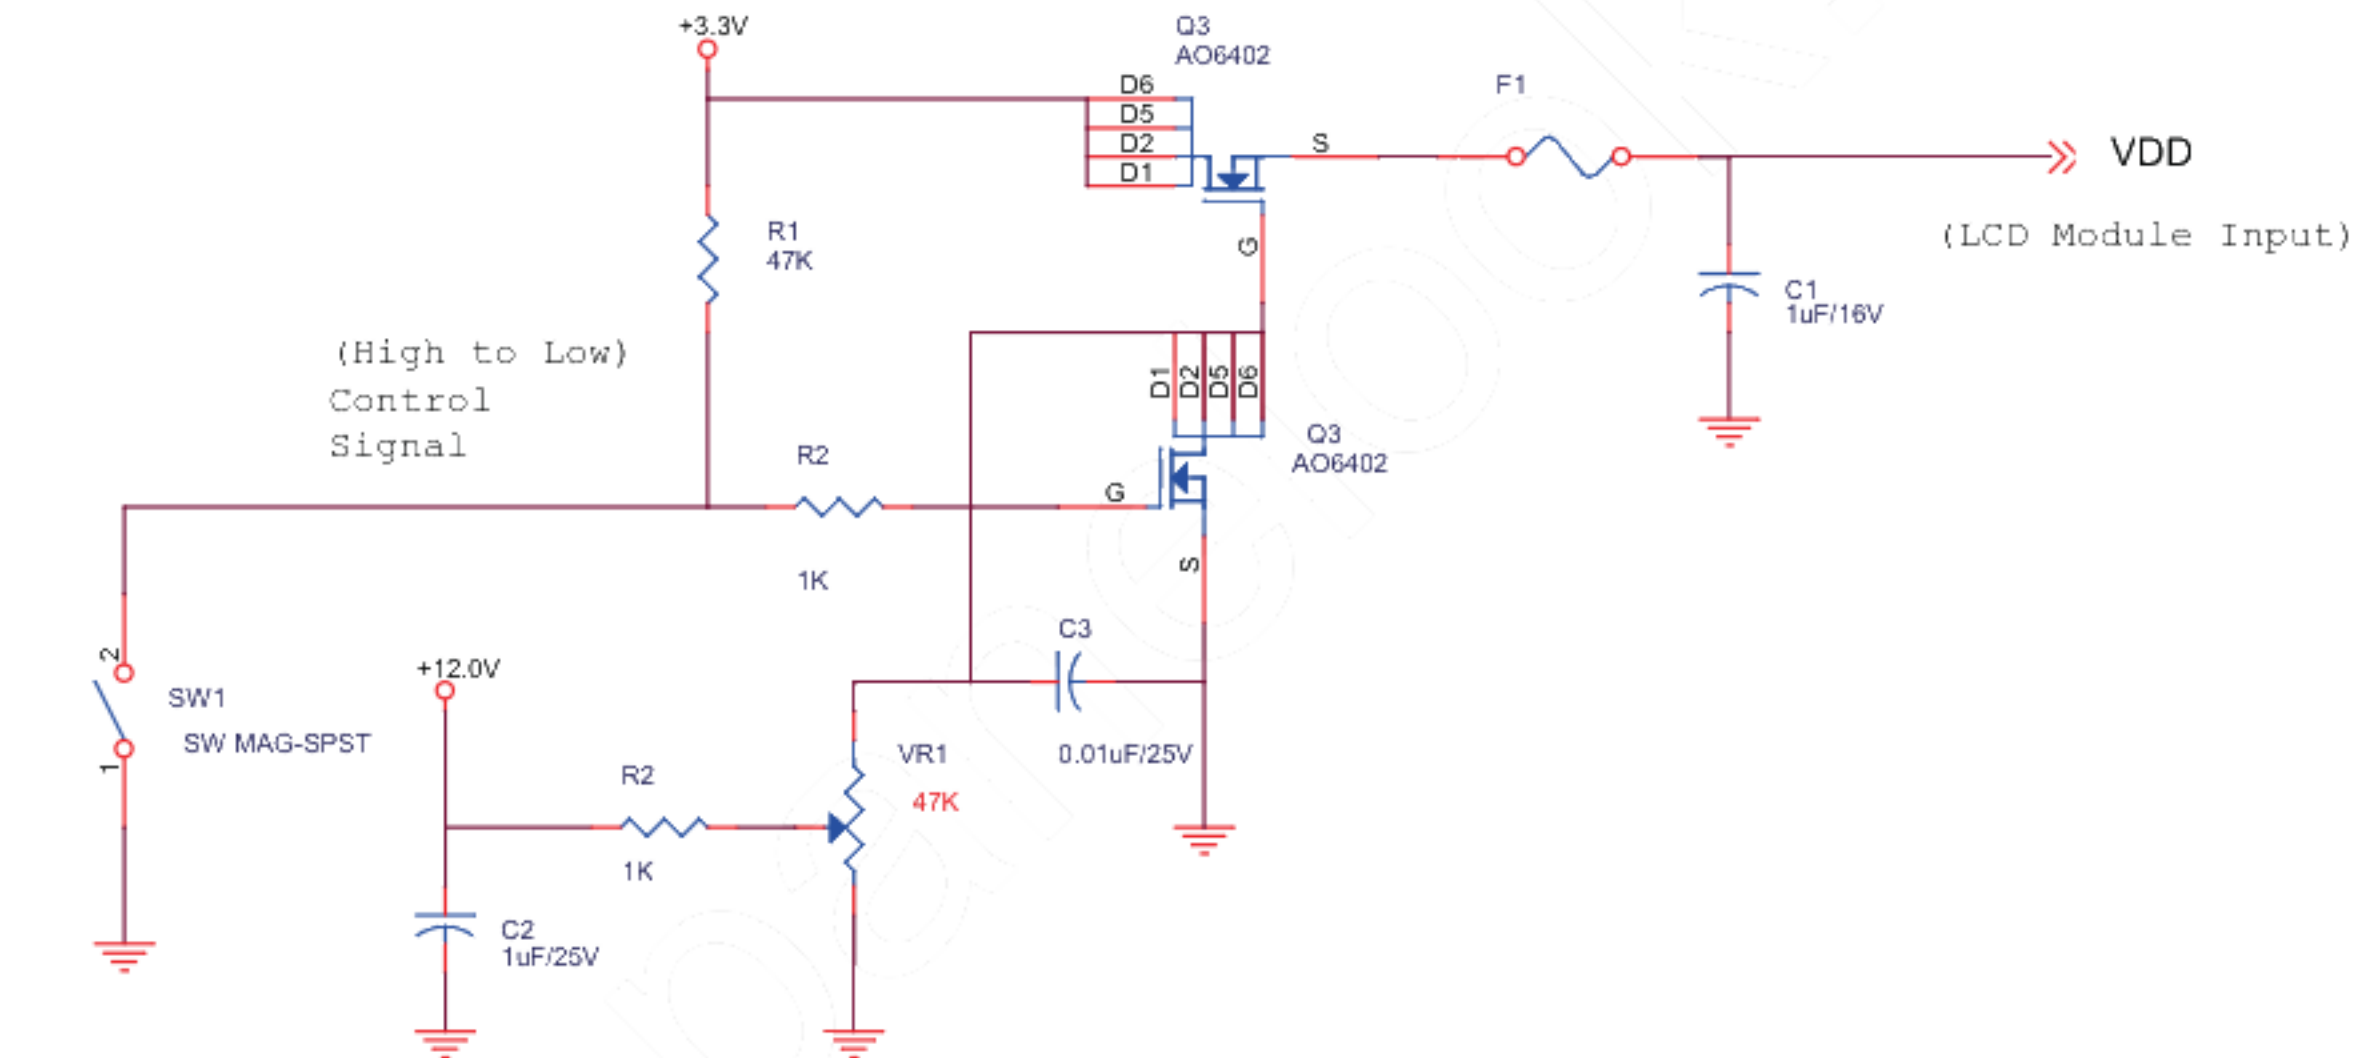 +3.3V
Q3
AO6402
D6
D5
D2
D1
S
F1
VDD
(LCD Module Input)
G
R1
47K
C1
1uF/16V
(High to Low)
Control
Signal
D1
D2
D5
D6
Q3
AO6402
R2
1K
G
S
C3
0.01uF/25V
2
SW1
SW MAG-SPST
1
+12.0V
R2
1K
VR1
47K
C2
1uF/25V